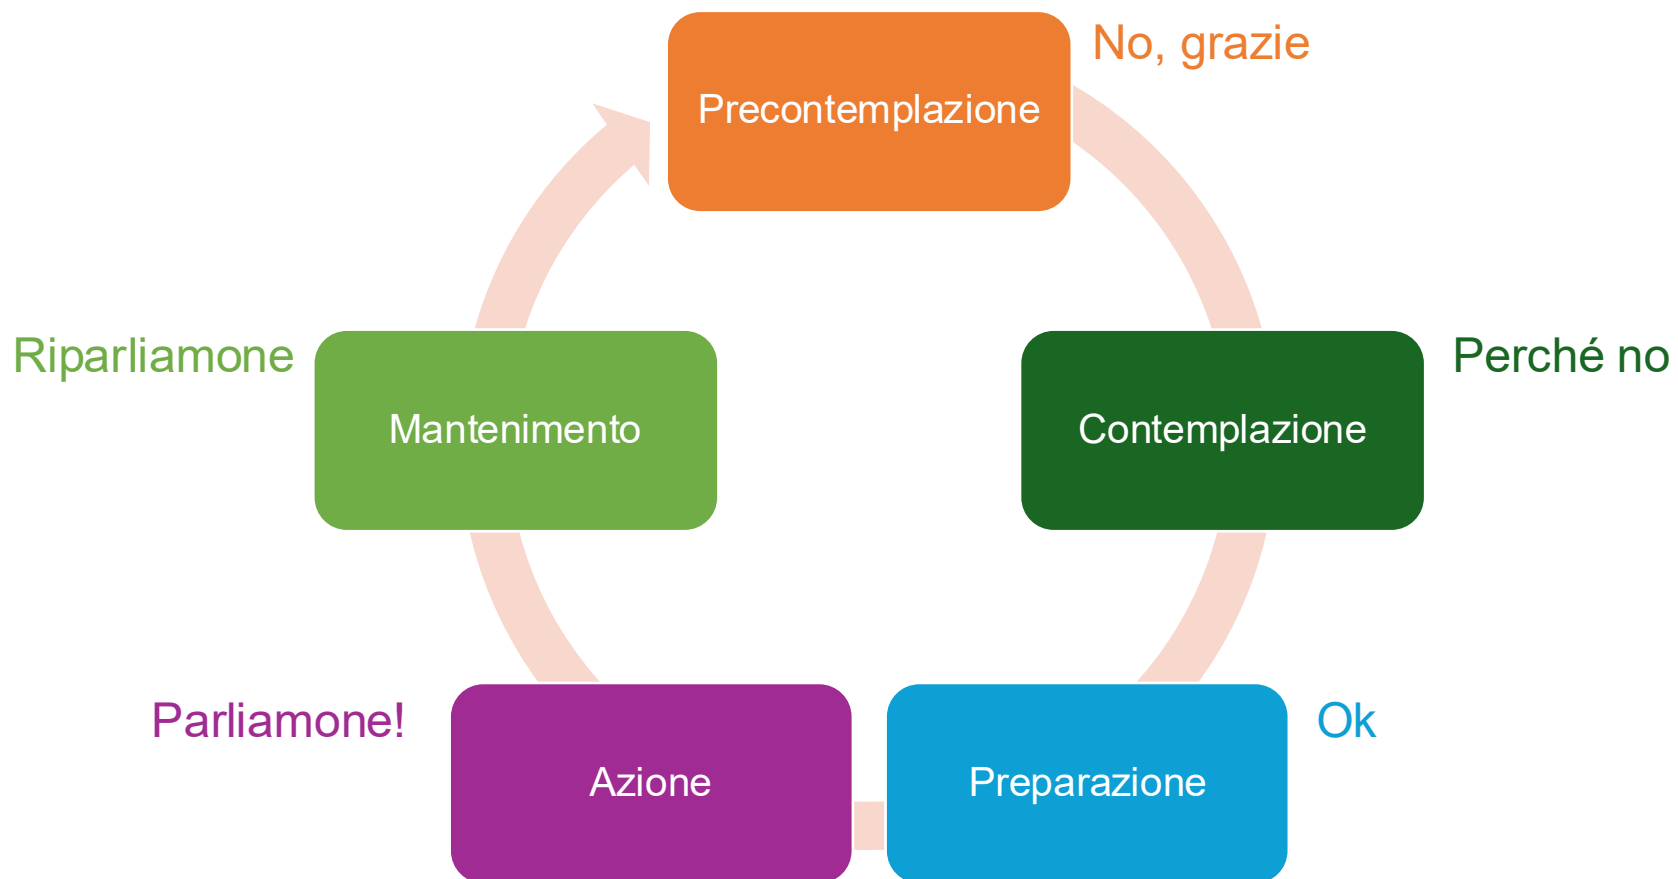 No, grazie
Precontemplazione
Perché no
Contemplazione
Ok
Preparazione
Parliamone!
Azione
Riparliamone
Mantenimento